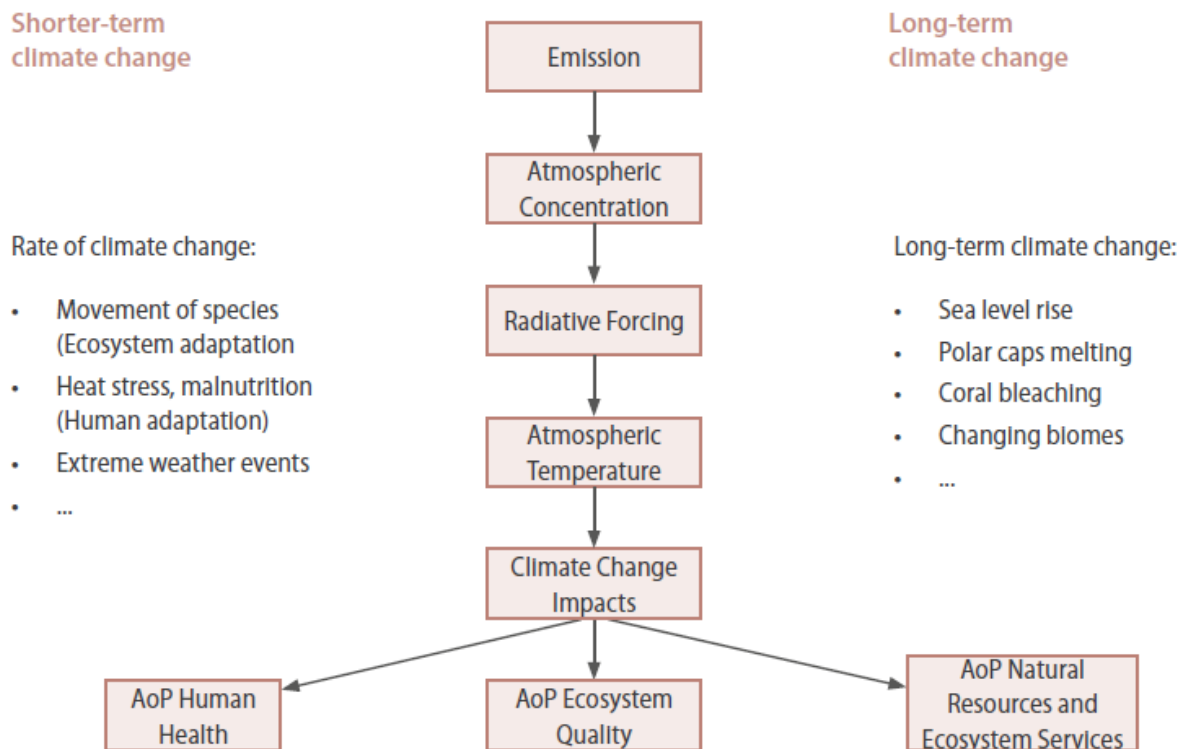 Shorter-term
climate change
Emission
Long-term
climate change
Atmospheric
Concentration
Rate of climate change:
• Movement of species
(Ecosystem adaptation
• Heat stress, malnutrition
(Human adaptation)
• Extreme weather events
• ...
Radiative Forcing
Atmospheric
Temperature
Long-term climate change:
• Sea level rise
• Polar caps melting
• Coral bleaching
• Changing biomes
• ...
Climate Change
Impacts
AoP Human
Health
AoP Ecosystem
Quality
AoP Natural
Resources and
Ecosystem Services